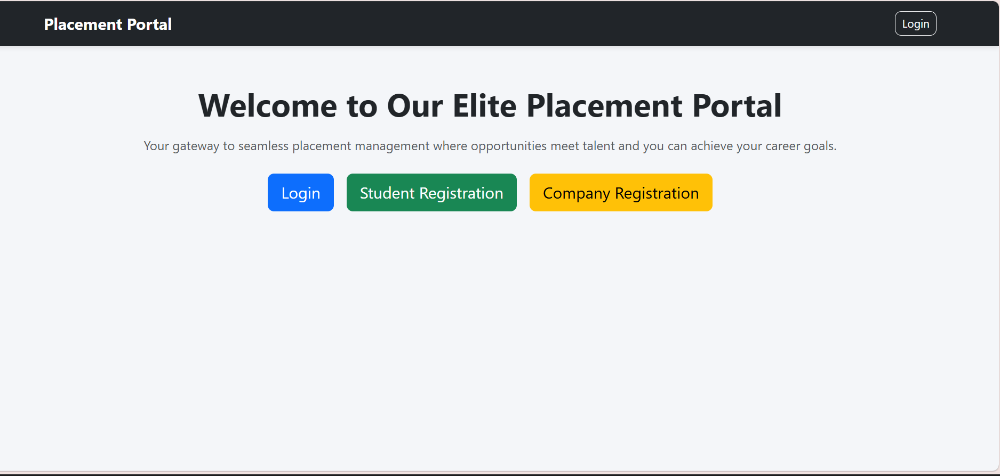 Placement Portal
Login
Welcome to Our Elite Placement Portal
Your gateway to seamless placement management where opportunities meet talent and you can achieve your career goals.
Login
Student Registration
Company Registration